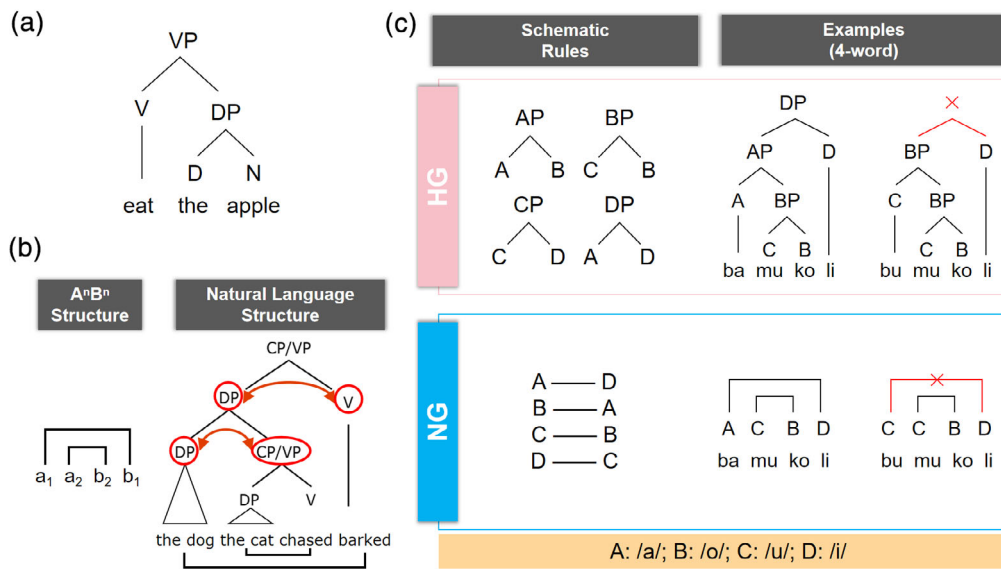 (a)
VP
V DP
D N
eat the apple
(b)
AⁿBⁿ
Structure
Natural Language
Structure
CP/VP
DP V
DP CP/VP
DP V
a₁ a₂ b₂ b₁
the dog the cat chased barked
(c)
Schematic
Rules
Examples
(4-word)
HG
AP BP
A B C B
CP DP
C D A D
DP
AP D
A BP
C B
ba mu ko li
×
BP D
C BP
C B
bu mu ko li
NG
A D
B A
C B
D C
A C B D
ba mu ko li
×
C C B D
bu mu ko li
A: /a/; B: /o/; C: /u/; D: /i/